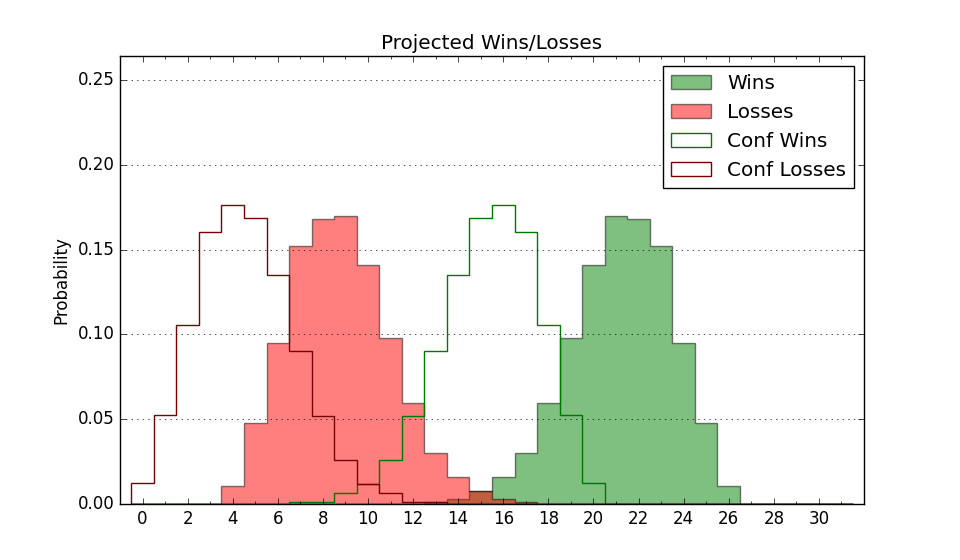 Projected Wins/Losses
Wins
Losses
Conf Wins
Conf Losses
Probability
0.25
0.20
0.15
0.10
0.05
0.00
0 2 4 6 8 10 12 14 16 18 20 22 24 26 28 30